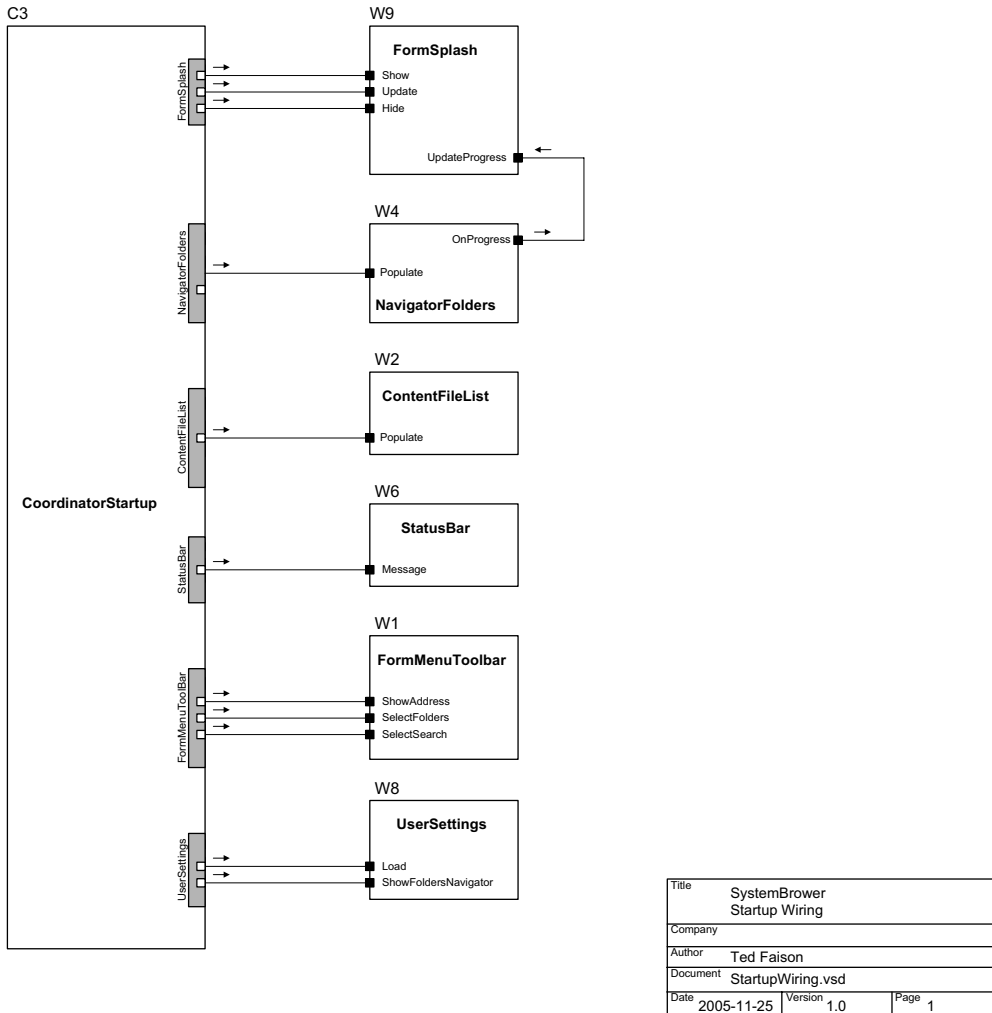 C3
CoordinatorStartup
FormSplash
W9
FormSplash
Show
Update
Hide
UpdateProgress
NavigatorFolders
W4
OnProgress
Populate
NavigatorFolders
ContentFileList
W2
ContentFileList
Populate
StatusBar
W6
StatusBar
Message
FormMenuToolBar
W1
FormMenuToolbar
ShowAddress
SelectFolders
SelectSearch
UserSettings
W8
UserSettings
Load
ShowFoldersNavigator
Title
SystemBrower
Startup Wiring
Company
Author Ted Faison
Document StartupWiring.vsd
Date 2005-11-25 Version 1.0 Page 1